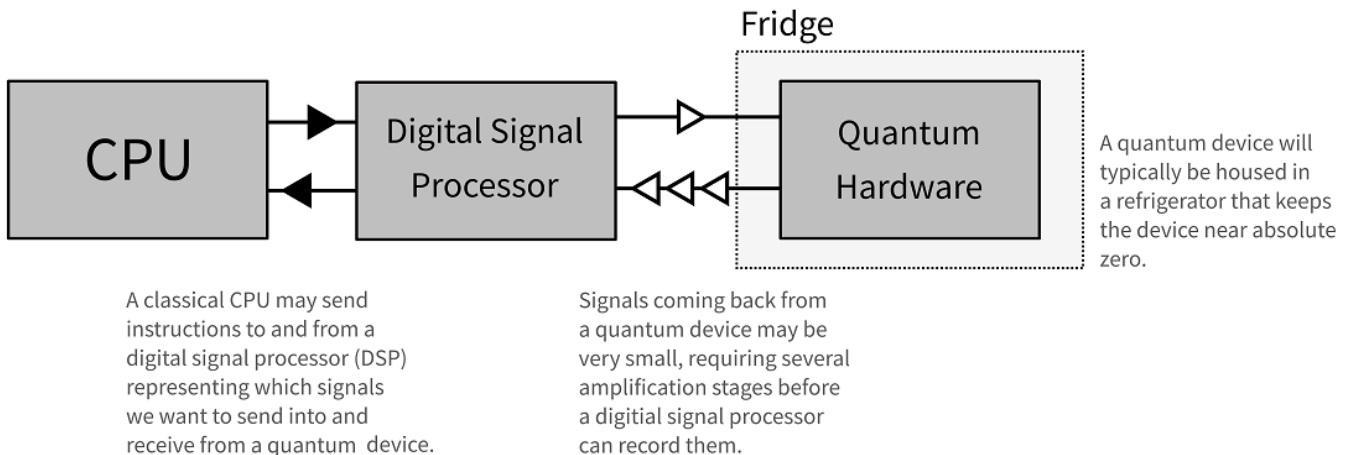 Fridge
CPU
Digital Signal
Processor
Quantum
Hardware
A quantum device will
typically be housed in
a refrigerator that keeps
the device near absolute
zero.
A classical CPU may send
instructions to and from a
digital signal processor (DSP)
representing which signals
we want to send into and
receive from a quantum device.
Signals coming back from
a quantum device may be
very small, requiring several
amplification stages before
a digitial signal processor
can record them.